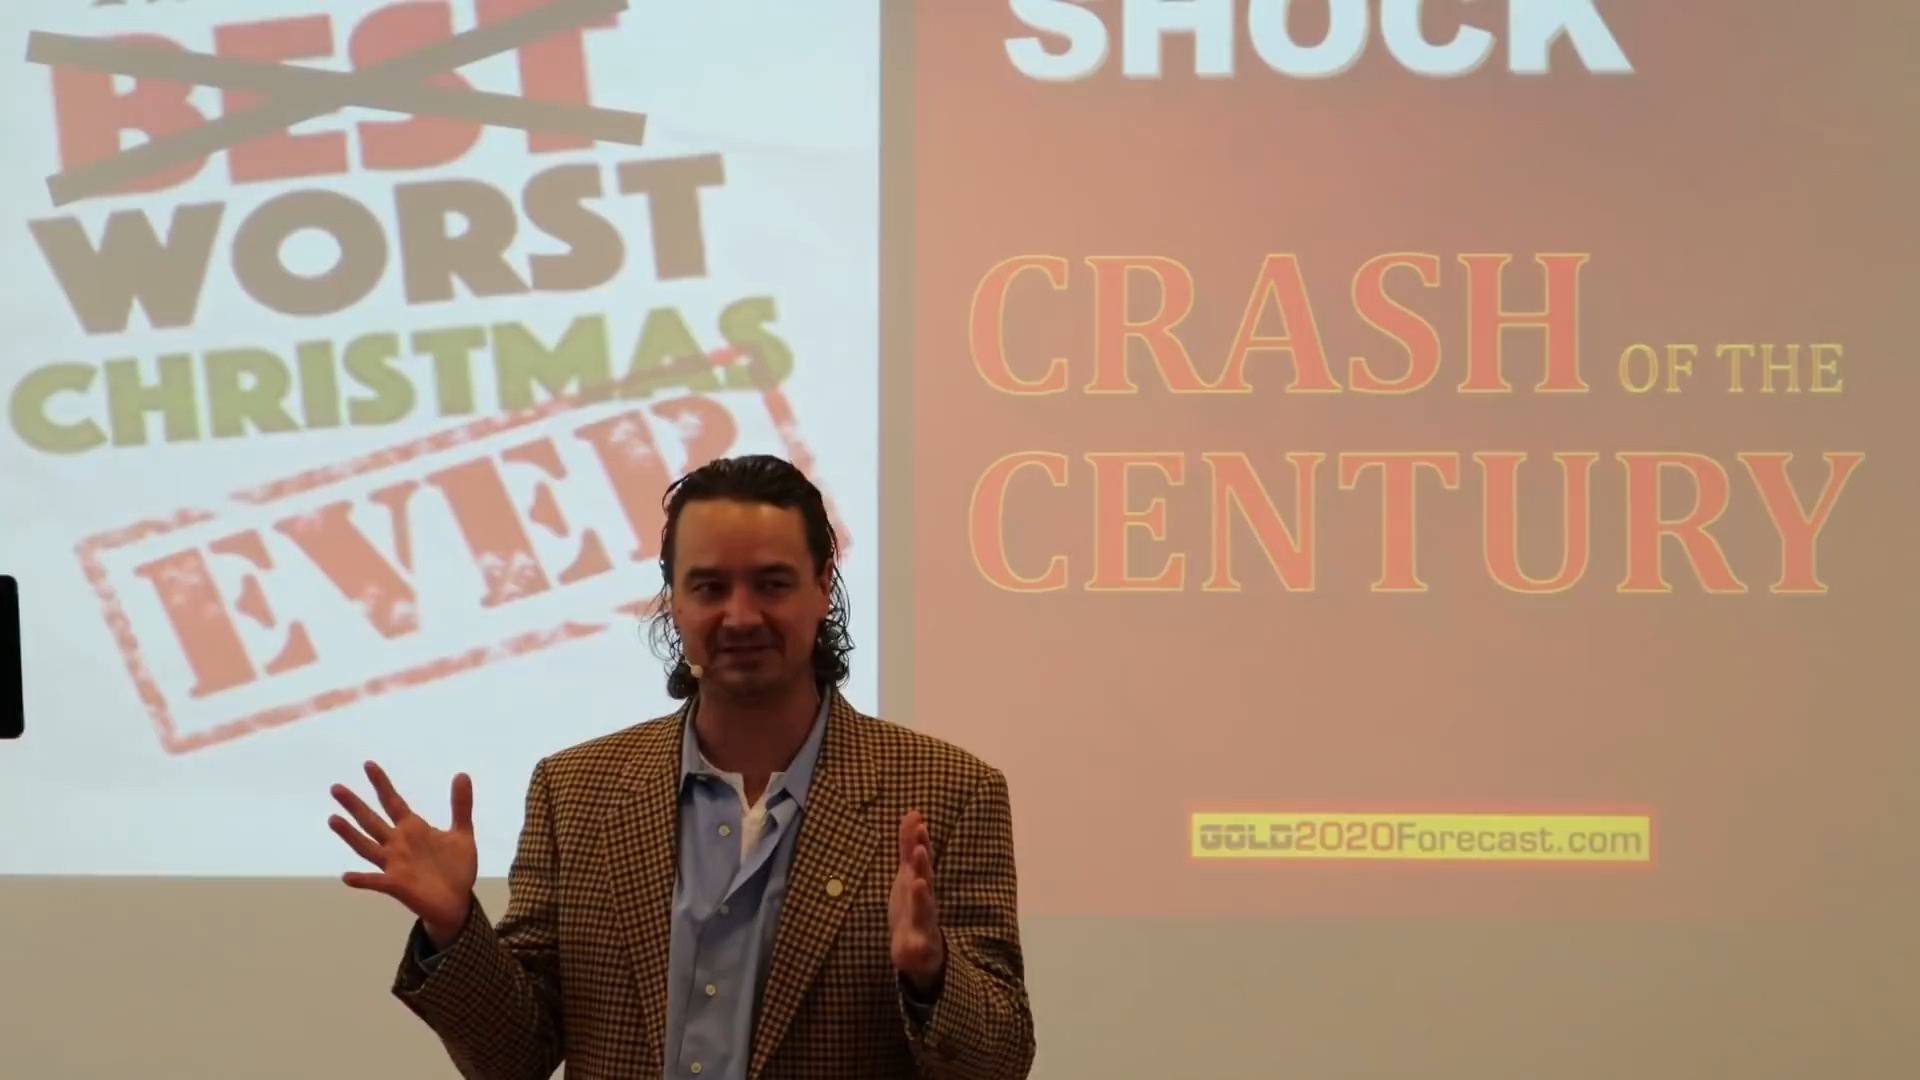 BEST
WORST
CHRISTMAS
EVER
SHOCK
CRASH OF THE
CENTURY
GOLD2020Forecast.com